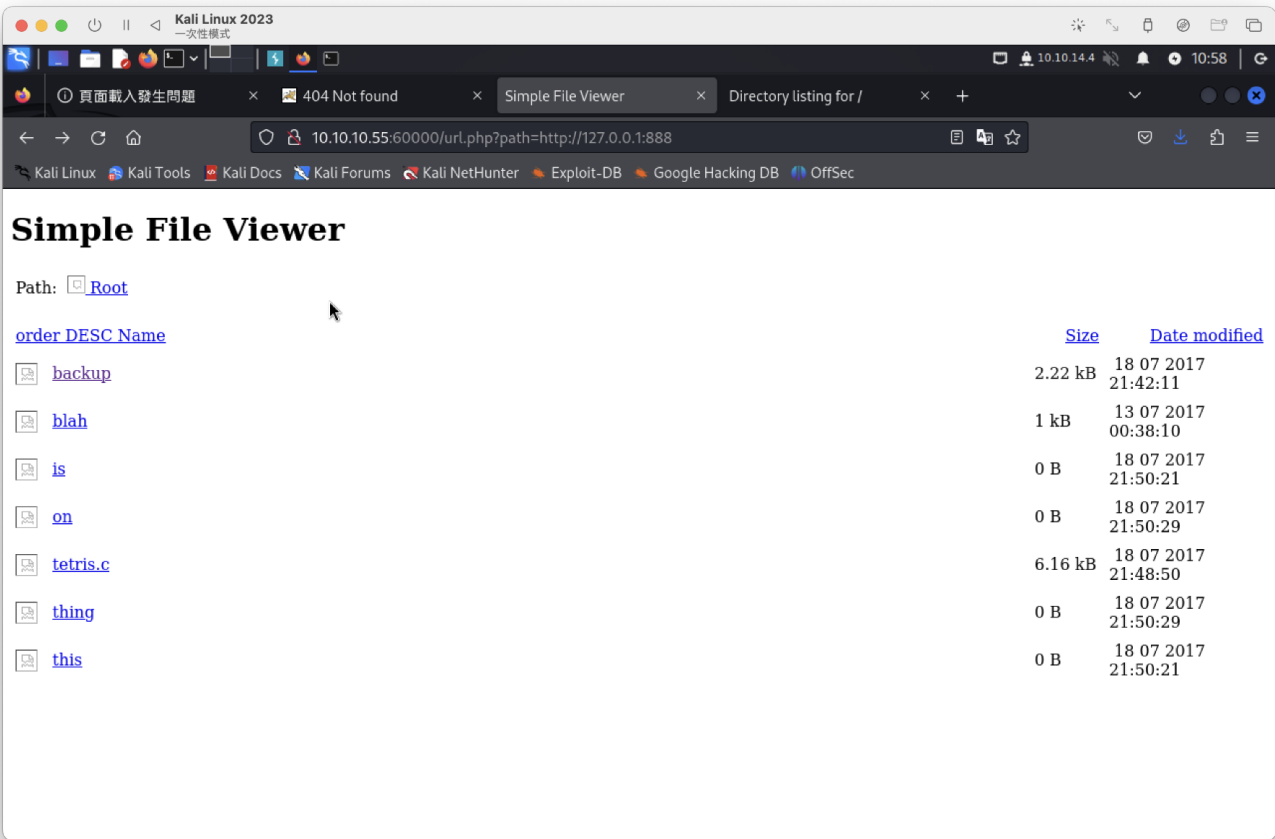 Kali Linux 2023
一次性模式
10.10.14.4
10:58
頁面載入發生問題
404 Not found
Simple File Viewer
Directory listing for /
10.10.10.55:60000/url.php?path=http://127.0.0.1:888
Kali Linux Kali Tools Kali Docs Kali Forums Kali NetHunter Exploit-DB Google Hacking DB OffSec
Simple File Viewer
Path: Root
order DESC Name Size Date modified
backup 2.22 kB 18 07 2017
21:42:11
blah 1 kB 13 07 2017
00:38:10
is 0 B 18 07 2017
21:50:21
on 0 B 18 07 2017
21:50:29
tetris.c 6.16 kB 18 07 2017
21:48:50
thing 0 B 18 07 2017
21:50:29
this 0 B 18 07 2017
21:50:21